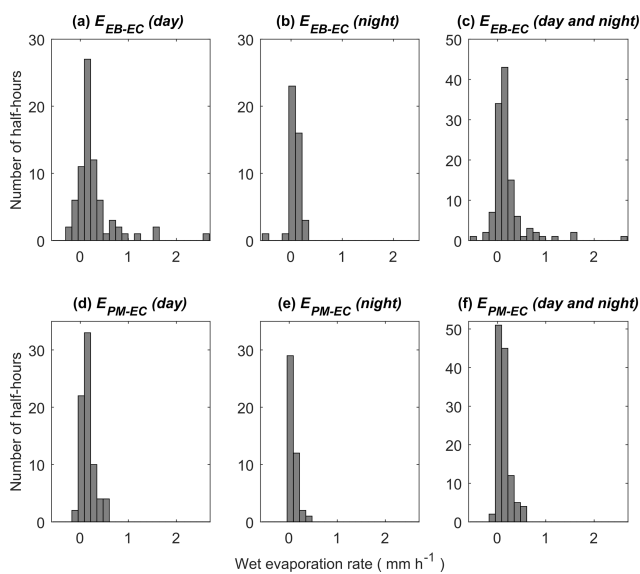 (a) E_EB-EC (day)
(b) E_EB-EC (night)
(c) E_EB-EC (day and night)
Number of half-hours
30
20
10
0
0 1 2
30
20
10
0
0 1 2
50
40
30
20
10
0
0 1 2
(d) E_PM-EC (day)
(e) E_PM-EC (night)
(f) E_PM-EC (day and night)
Number of half-hours
30
20
10
0
0 1 2
30
20
10
0
0 1 2
50
40
30
20
10
0
0 1 2
Wet evaporation rate ( mm h⁻¹ )